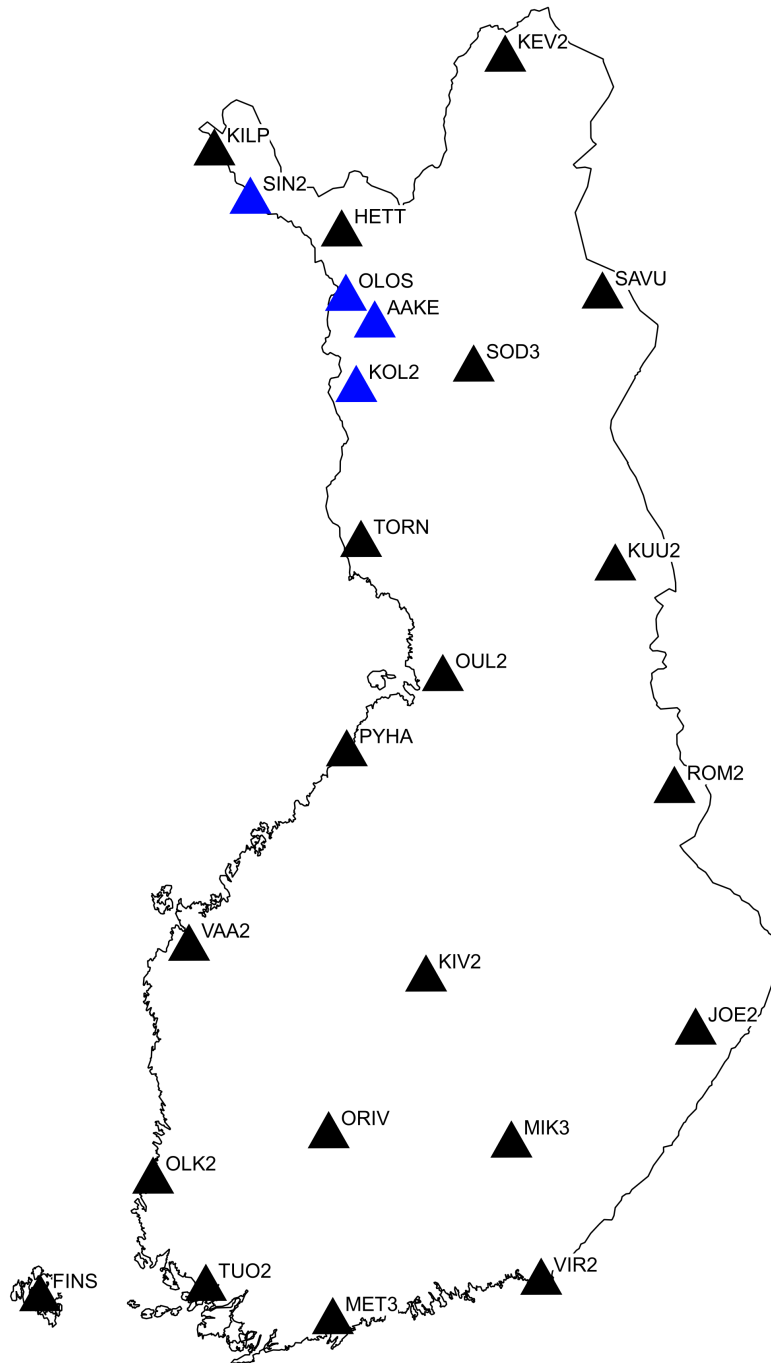 KEV2
KILP
SIN2
HETT
OLOS
SAVU
AAKE
SOD3
KOL2
TORN
KUU2
OUL2
PYHA
ROM2
VAA2
KIV2
JOE2
ORIV
MIK3
OLK2
VIR2
TUO2
FINS
MET3